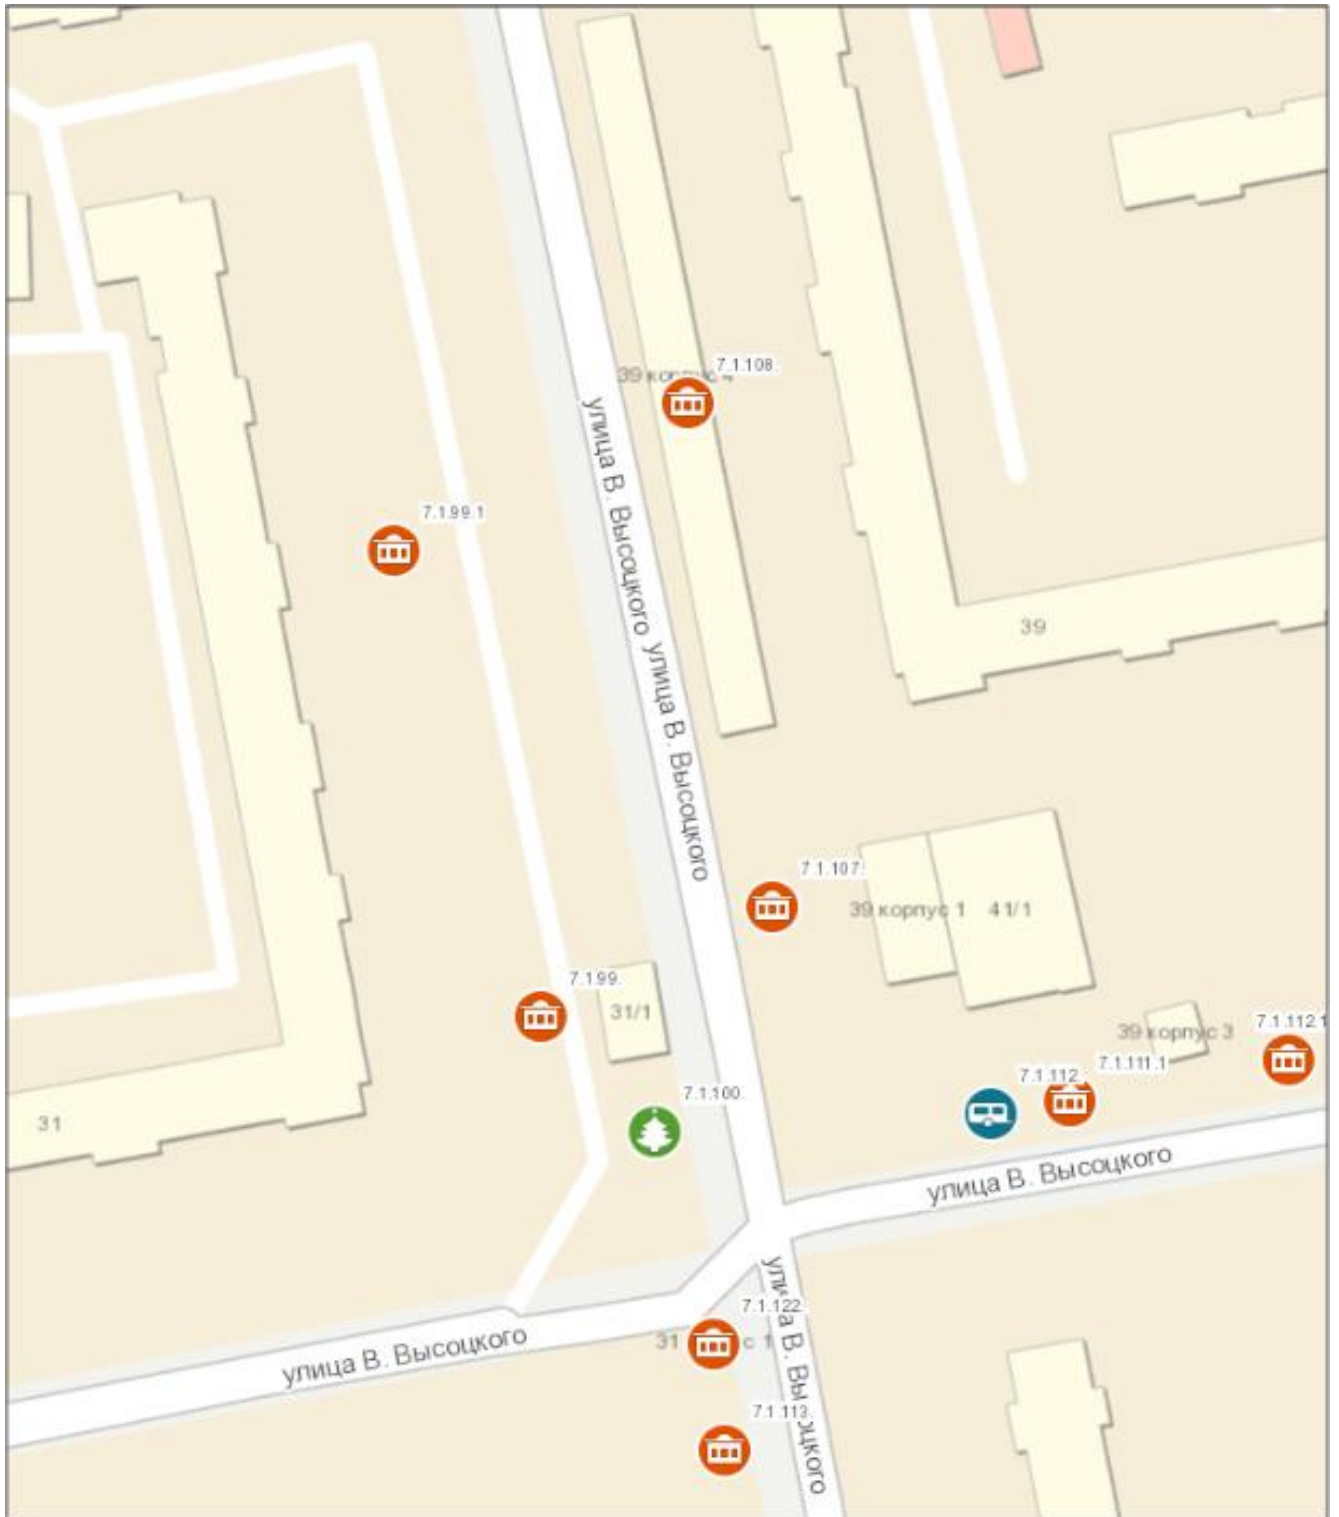 7.1.108.
39 корпус 4
улица В. Высоцкого
7.1.99.1
39
улица В. Высоцкого
7.1.107.
39 корпус 1
41/1
7.1.99.
31/1
39 корпус 3
7.1.112.1
7.1.111.1
7.1.112.
7.1.100.
31
улица В. Высоцкого
улица В. Высоцкого
7.1.122.
31
с 1
улица В. Высоцкого
7.1.113.